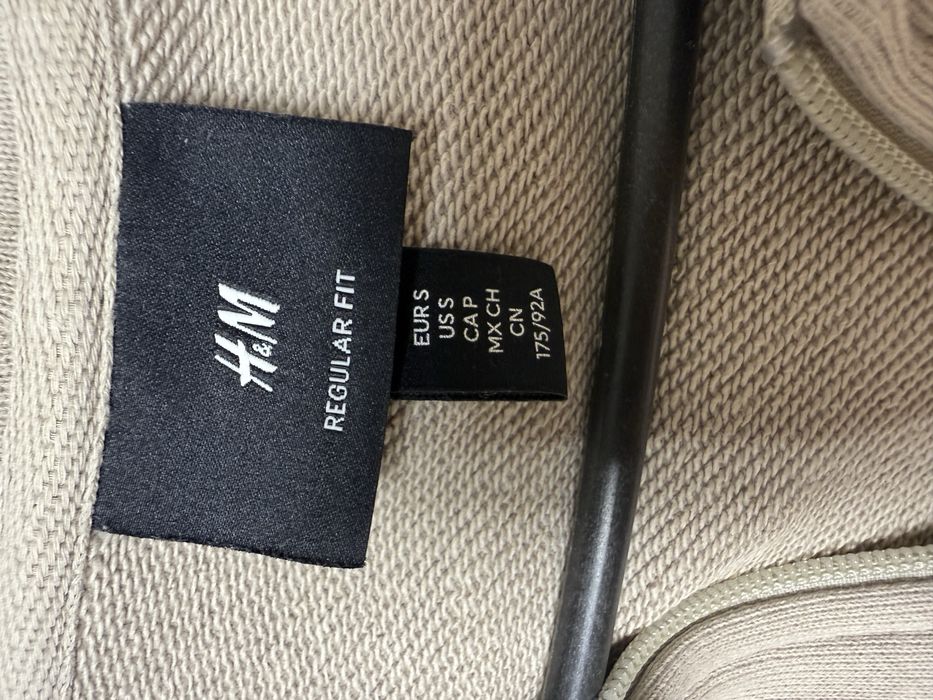 H&M
REGULAR FIT
EUR S
US S
CA P
MX CH
CN
175/92A